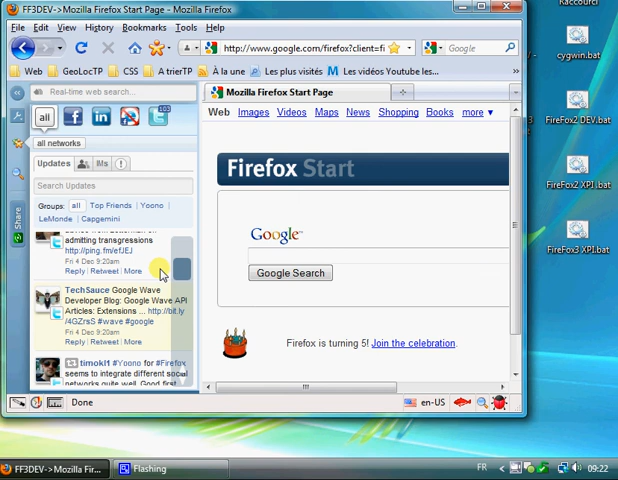 FF3DEV->Mozilla Firefox Start Page - Mozilla Firefox
File Edit View History Bookmarks Tools Help
http://www.google.com/firefox?client=fi
Google
Web GeoLocTP CSS A trierTP À la une Les plus visités Les vidéos Youtube les...
Real-time web search...
all
103
all networks
Updates IMs
Search Updates
Groups: all Top Friends Yoono
LeMonde Capgemini
Share
admitting transgressions
http://ping.fm/efJEJ
Fri 4 Dec 9:20am
Reply Retweet More
TechSauce Google Wave
Developer Blog: Google Wave API
Articles: Extensions ... http://bit.ly
/4GZrsS #wave #google
Fri 4 Dec 9:20am
Reply Retweet More
timokl1 #Yoono for #Firefox
seems to integrate different social
networks quite well. Good first
Mozilla Firefox Start Page
Web Images Videos Maps News Shopping Books more ▼
Firefox Start
Google
Google Search
Firefox is turning 5! Join the celebration.
Done
en-US
Raccourci
cygwin.bat
FireFox2 DEV.bat
FireFox2 XPI.bat
FireFox3 XPI.bat
FF3DEV->Mozilla Fir...
Flashing
FR
09:22